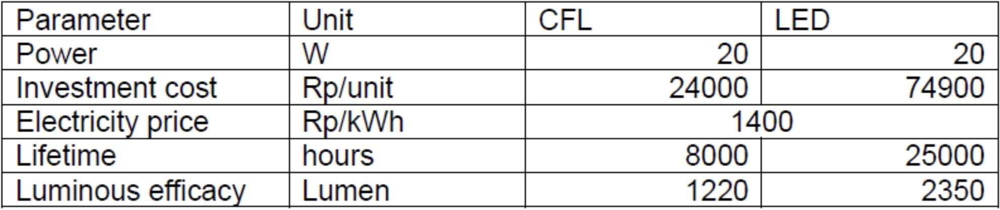 Parameter Unit CFL LED
Power W 20 20
Investment cost Rp/unit 24000 74900
Electricity price Rp/kWh 1400
Lifetime hours 8000 25000
Luminous efficacy Lumen 1220 2350